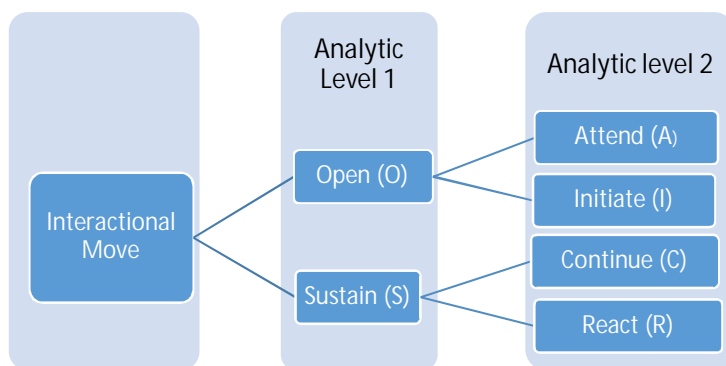 Analytic
Level 1
Analytic level 2
Interactional
Move
Open (O)
Sustain (S)
Attend (A)
Initiate (I)
Continue (C)
React (R)